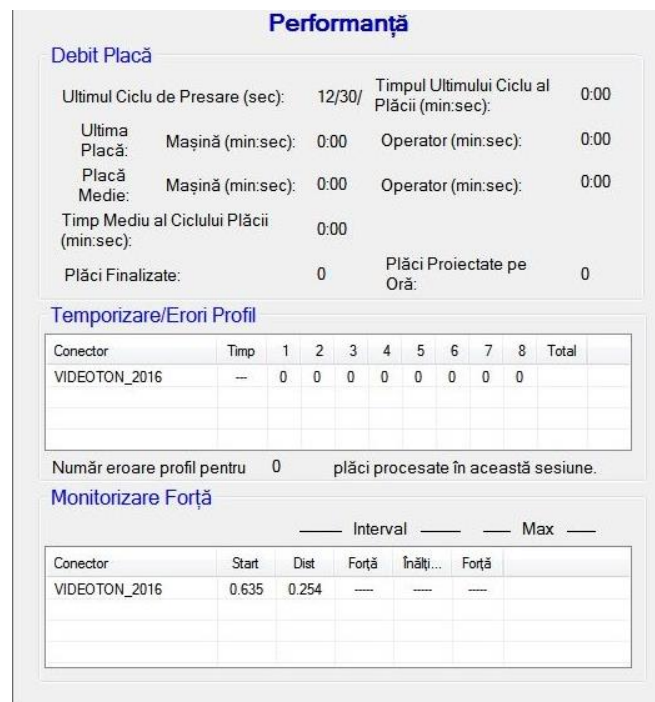 Performanță
Debit Placă
Ultimul Ciclu de Presare (sec): 12/30/ Timpul Ultimului Ciclu al Plăcii (min:sec): 0:00
Ultima Placă: Mașină (min:sec): 0:00 Operator (min:sec): 0:00
Placă Medie: Mașină (min:sec): 0:00 Operator (min:sec): 0:00
Timp Mediu al Ciclului Plăcii (min:sec): 0:00
Plăci Finalizate: 0 Plăci Proiectate pe Oră: 0
Temporizare/Erori Profil
Conector Timp 1 2 3 4 5 6 7 8 Total
VIDEOTON_2016 --- 0 0 0 0 0 0 0 0
Număr eroare profil pentru 0 plăci procesate în această sesiune.
Monitorizare Forță
Interval Max
Conector Start Dist Forță Înălți... Forță
VIDEOTON_2016 0.635 0.254 ----- ----- -----